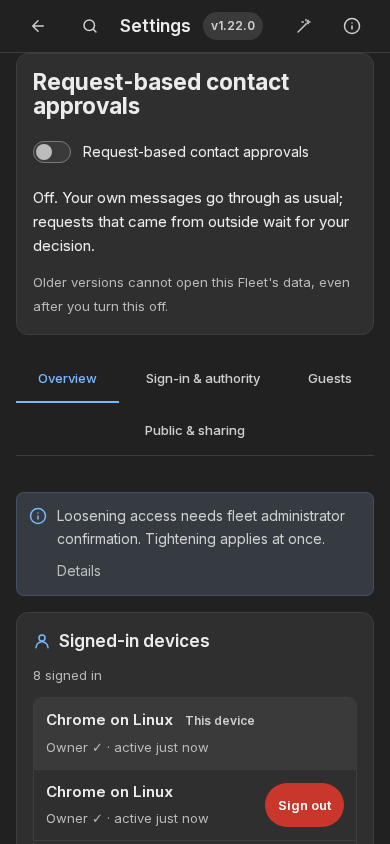 Settings v1.22.0
Request-based contact
approvals
Request-based contact approvals
Off. Your own messages go through as usual;
requests that came from outside wait for your
decision.
Older versions cannot open this Fleet's data, even
after you turn this off.
Overview Sign-in & authority Guests
Public & sharing
Loosening access needs fleet administrator
confirmation. Tightening applies at once.
Details
Signed-in devices
8 signed in
Chrome on Linux This device
Owner ✓ · active just now
Chrome on Linux
Owner ✓ · active just now
Sign out